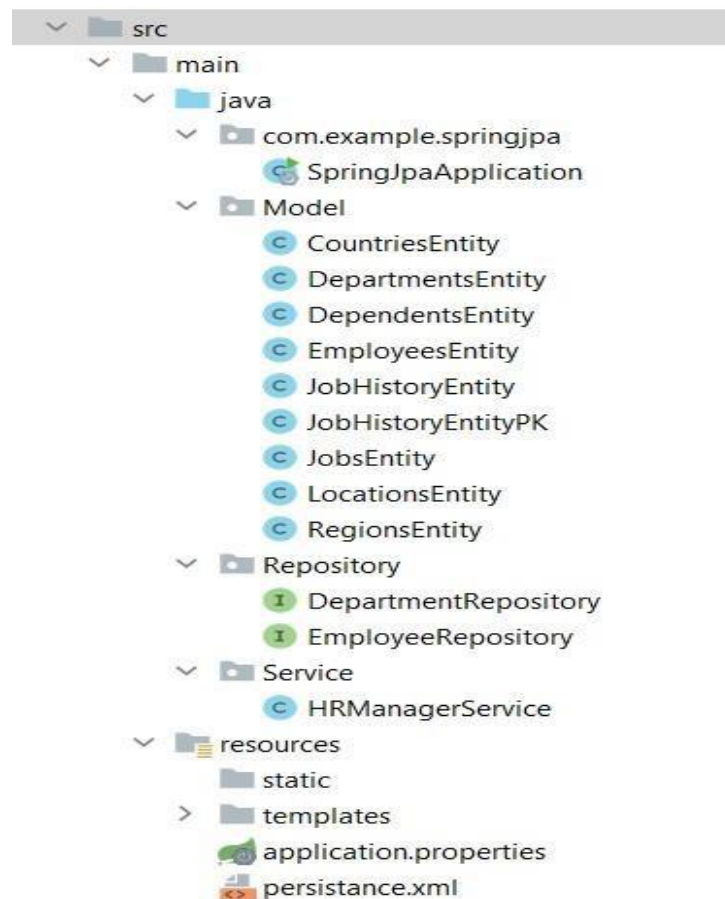 src
main
java
com.example.springjpa
SpringJpaApplication
Model
CountriesEntity
DepartmentsEntity
DependentsEntity
EmployeesEntity
JobHistoryEntity
JobHistoryEntityPK
JobsEntity
LocationsEntity
RegionsEntity
Repository
DepartmentRepository
EmployeeRepository
Service
HRManagerService
resources
static
templates
application.properties
persistance.xml